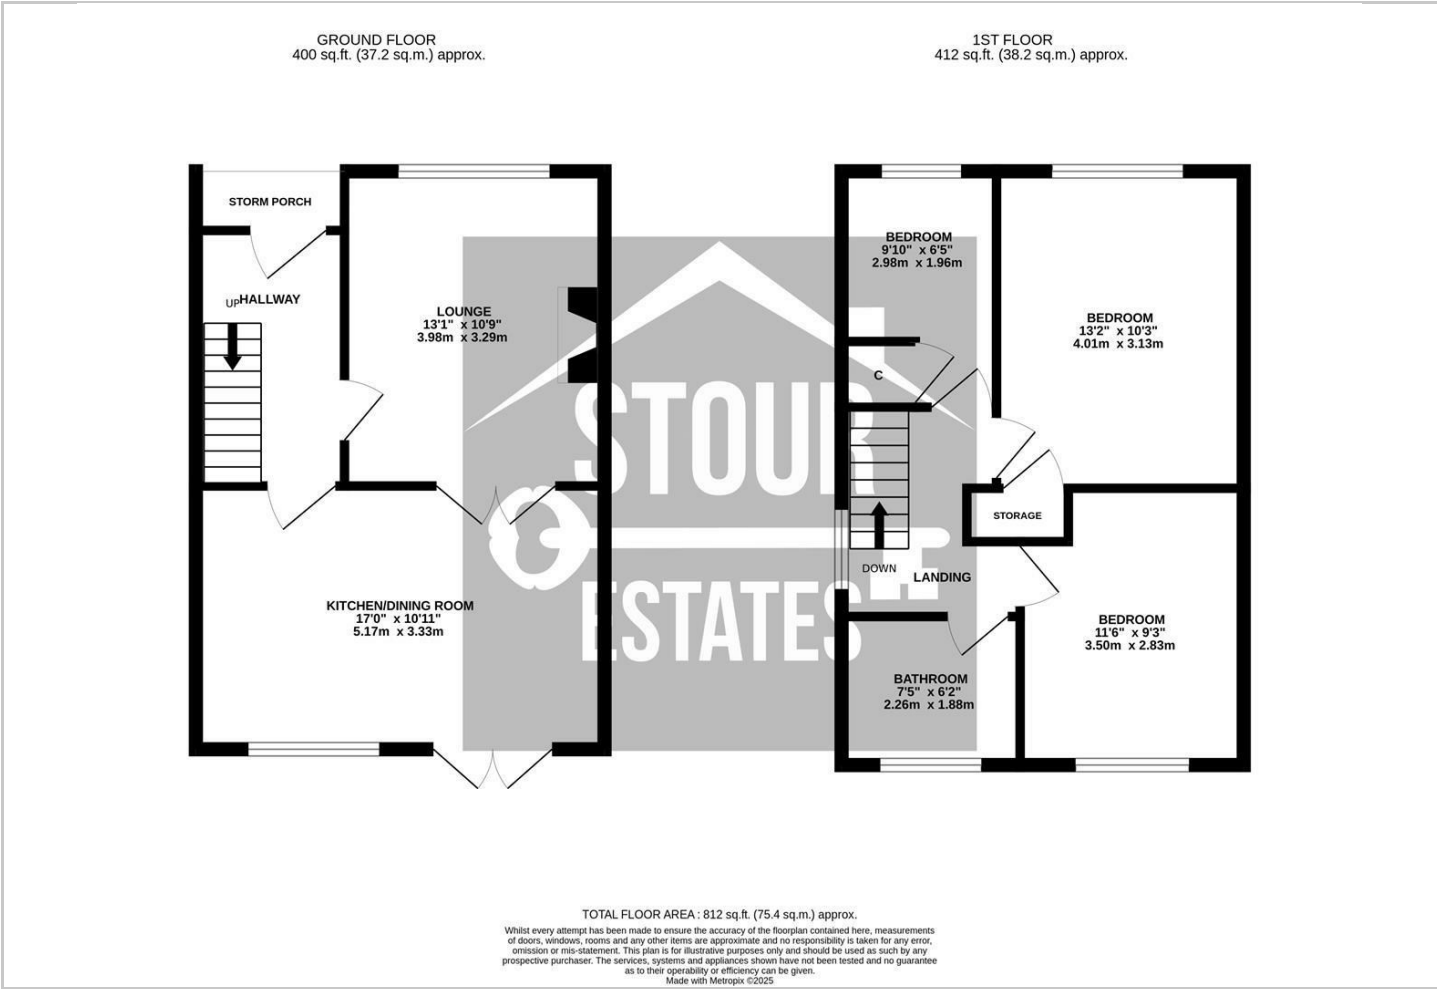 GROUND FLOOR
400 sq.ft. (37.2 sq.m.) approx.
1ST FLOOR
412 sq.ft. (38.2 sq.m.) approx.
STORM PORCH
UP
HALLWAY
LOUNGE
13'1" x 10'9"
3.98m x 3.29m
KITCHEN/DINING ROOM
17'0" x 10'11"
5.17m x 3.33m
BEDROOM
9'10" x 6'5"
2.98m x 1.96m
BEDROOM
13'2" x 10'3"
4.01m x 3.13m
C
STORAGE
DOWN
LANDING
BEDROOM
11'6" x 9'3"
3.50m x 2.83m
BATHROOM
7'5" x 6'2"
2.26m x 1.88m
STOUR
ESTATES
TOTAL FLOOR AREA : 812 sq.ft. (75.4 sq.m.) approx.
Whilst every attempt has been made to ensure the accuracy of the floorplan contained here, measurements
of doors, windows, rooms and any other items are approximate and no responsibility is taken for any error,
omission or mis-statement. This plan is for illustrative purposes only and should be used as such by any
prospective purchaser. The services, systems and appliances shown have not been tested and no guarantee
as to their operability or efficiency can be given.
Made with Metropix ©2025